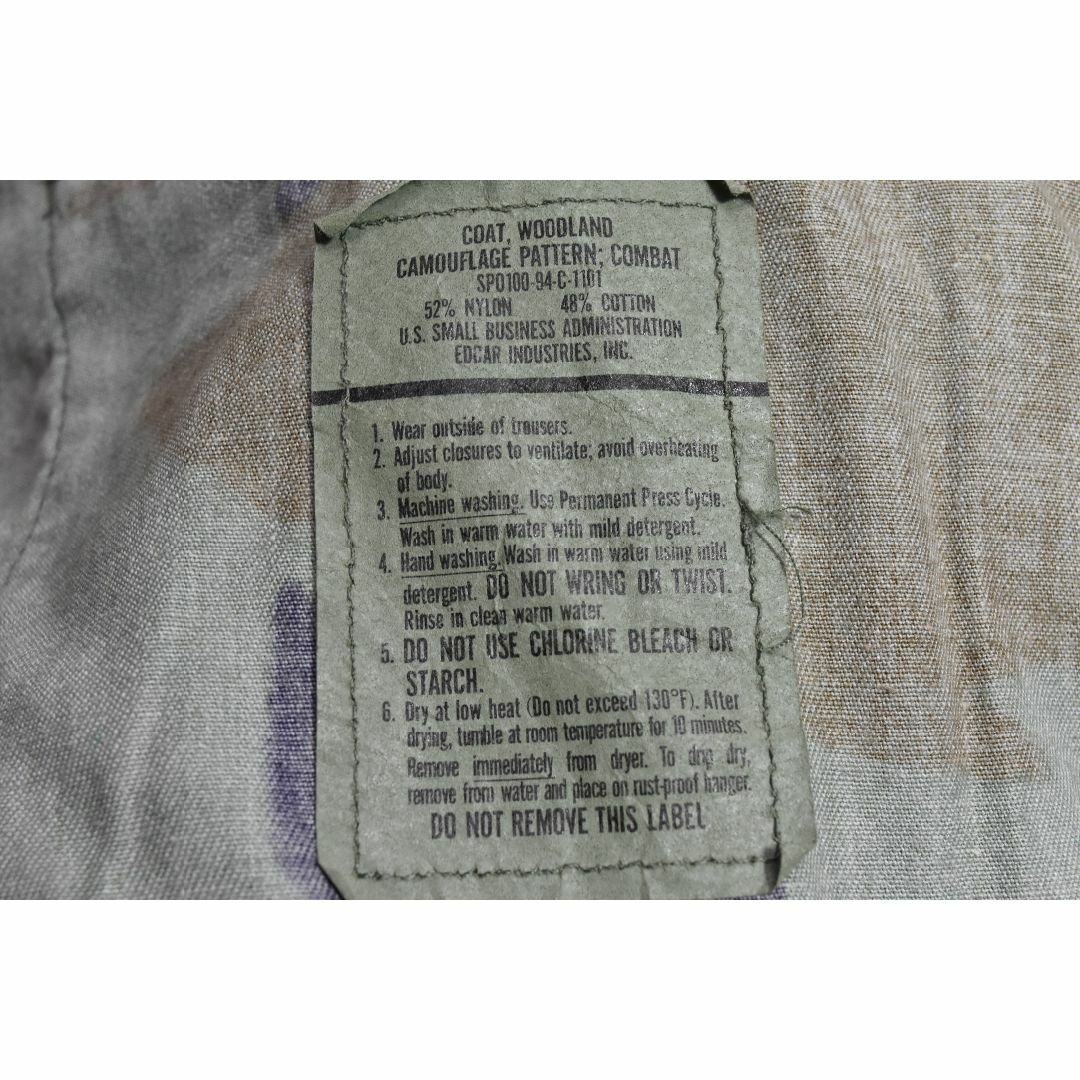 COAT, WOODLAND
CAMOUFLAGE PATTERN; COMBAT
SPO100-94-C-1101
52% NYLON 48% COTTON
U.S. SMALL BUSINESS ADMINISTRATION
EDCAR INDUSTRIES, INC.
1. Wear outside of trousers.
2. Adjust closures to ventilate; avoid overheating
of body.
3. Machine washing. Use Permanent Press Cycle.
Wash in warm water with mild detergent.
4. Hand washing. Wash in warm water using mild
detergent. DO NOT WRING OR TWIST.
Rinse in clean warm water.
5. DO NOT USE CHLORINE BLEACH OR
STARCH.
6. Dry at low heat (Do not exceed 130°F). After
drying, tumble at room temperature for 10 minutes.
Remove immediately from dryer. To drip dry,
remove from water and place on rust-proof hanger.
DO NOT REMOVE THIS LABEL